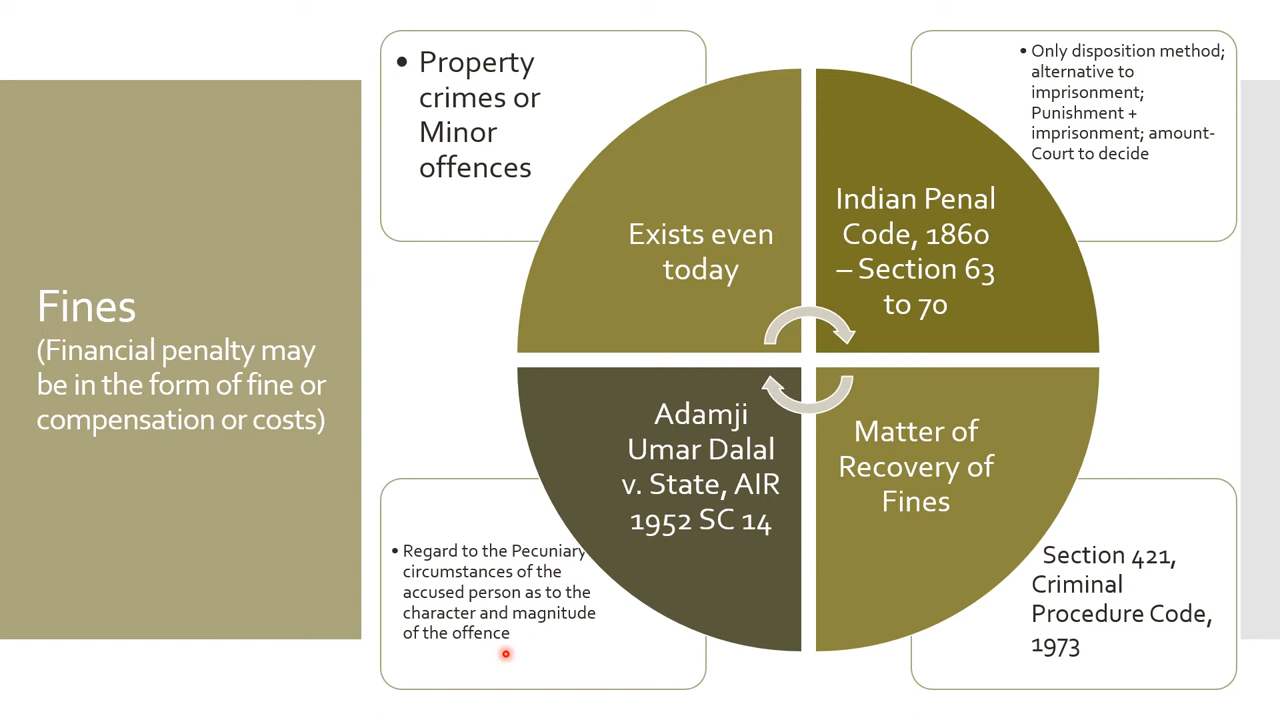 Fines
(Financial penalty may
be in the form of fine or
compensation or costs)
• Property
crimes or
Minor
offences
Exists even
today
• Only disposition method;
alternative to
imprisonment;
Punishment +
imprisonment; amount-
Court to decide
Indian Penal
Code, 1860
– Section 63
to 70
Adamji
Umar Dalal
v. State, AIR
1952 SC 14
• Regard to the Pecuniary
circumstances of the
accused person as to the
character and magnitude
of the offence
Matter of
Recovery of
Fines
Section 421,
Criminal
Procedure Code,
1973